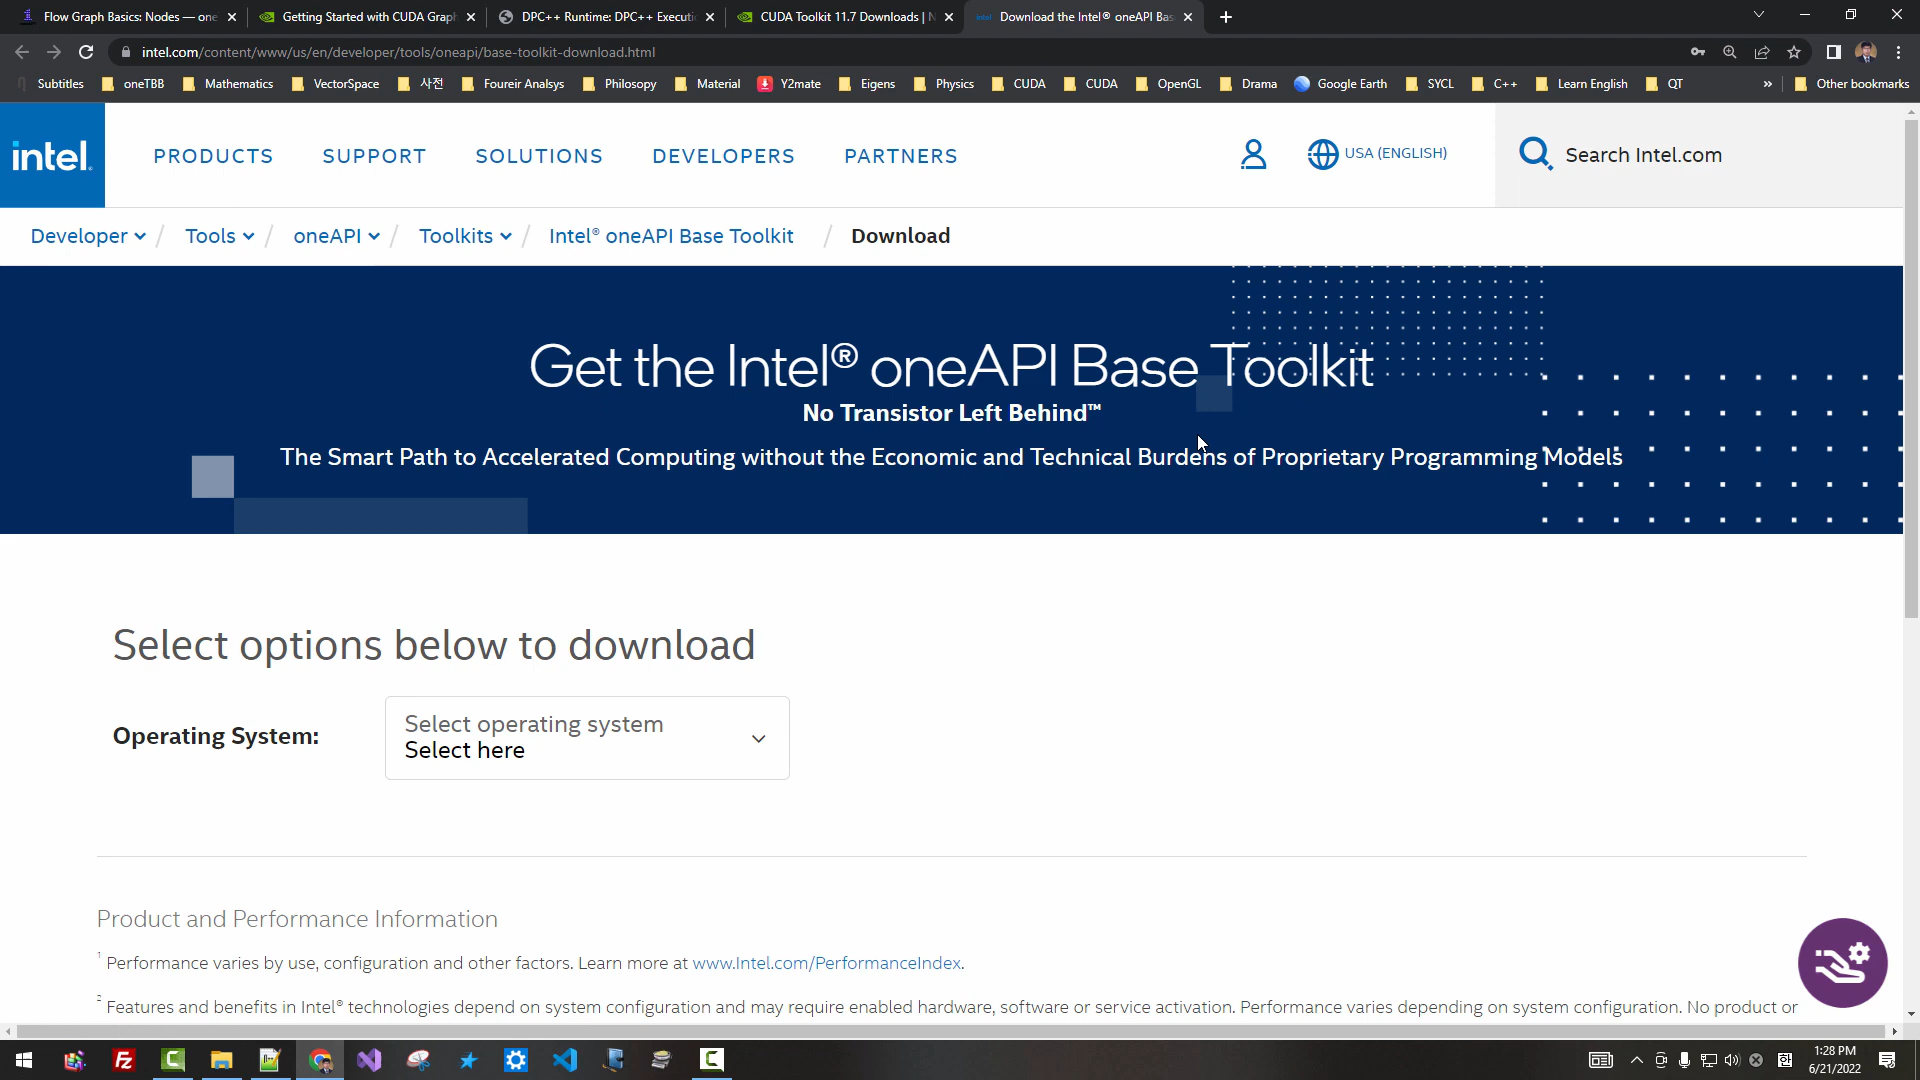 Flow Graph Basics: Nodes — one
Getting Started with CUDA Graph
DPC++ Runtime: DPC++ Executi
CUDA Toolkit 11.7 Downloads | N
Download the Intel® oneAPI Bas
intel.com/content/www/us/en/developer/tools/oneapi/base-toolkit-download.html
Subtitles
oneTBB
Mathematics
VectorSpace
사전
Foureir Analsys
Philosopy
Material
Y2mate
Eigens
Physics
CUDA
CUDA
OpenGL
Drama
Google Earth
SYCL
C++
Learn English
QT
»
Other bookmarks
intel.
PRODUCTS
SUPPORT
SOLUTIONS
DEVELOPERS
PARTNERS
USA (ENGLISH)
Search Intel.com
Developer / Tools / oneAPI / Toolkits / Intel® oneAPI Base Toolkit / Download
Get the Intel® oneAPI Base Toolkit
No Transistor Left Behind™
The Smart Path to Accelerated Computing without the Economic and Technical Burdens of Proprietary Programming Models
Select options below to download
Operating System:
Select operating system
Select here
Product and Performance Information
1 Performance varies by use, configuration and other factors. Learn more at www.Intel.com/PerformanceIndex.
2 Features and benefits in Intel® technologies depend on system configuration and may require enabled hardware, software or service activation. Performance varies depending on system configuration. No product or
1:28 PM
6/21/2022